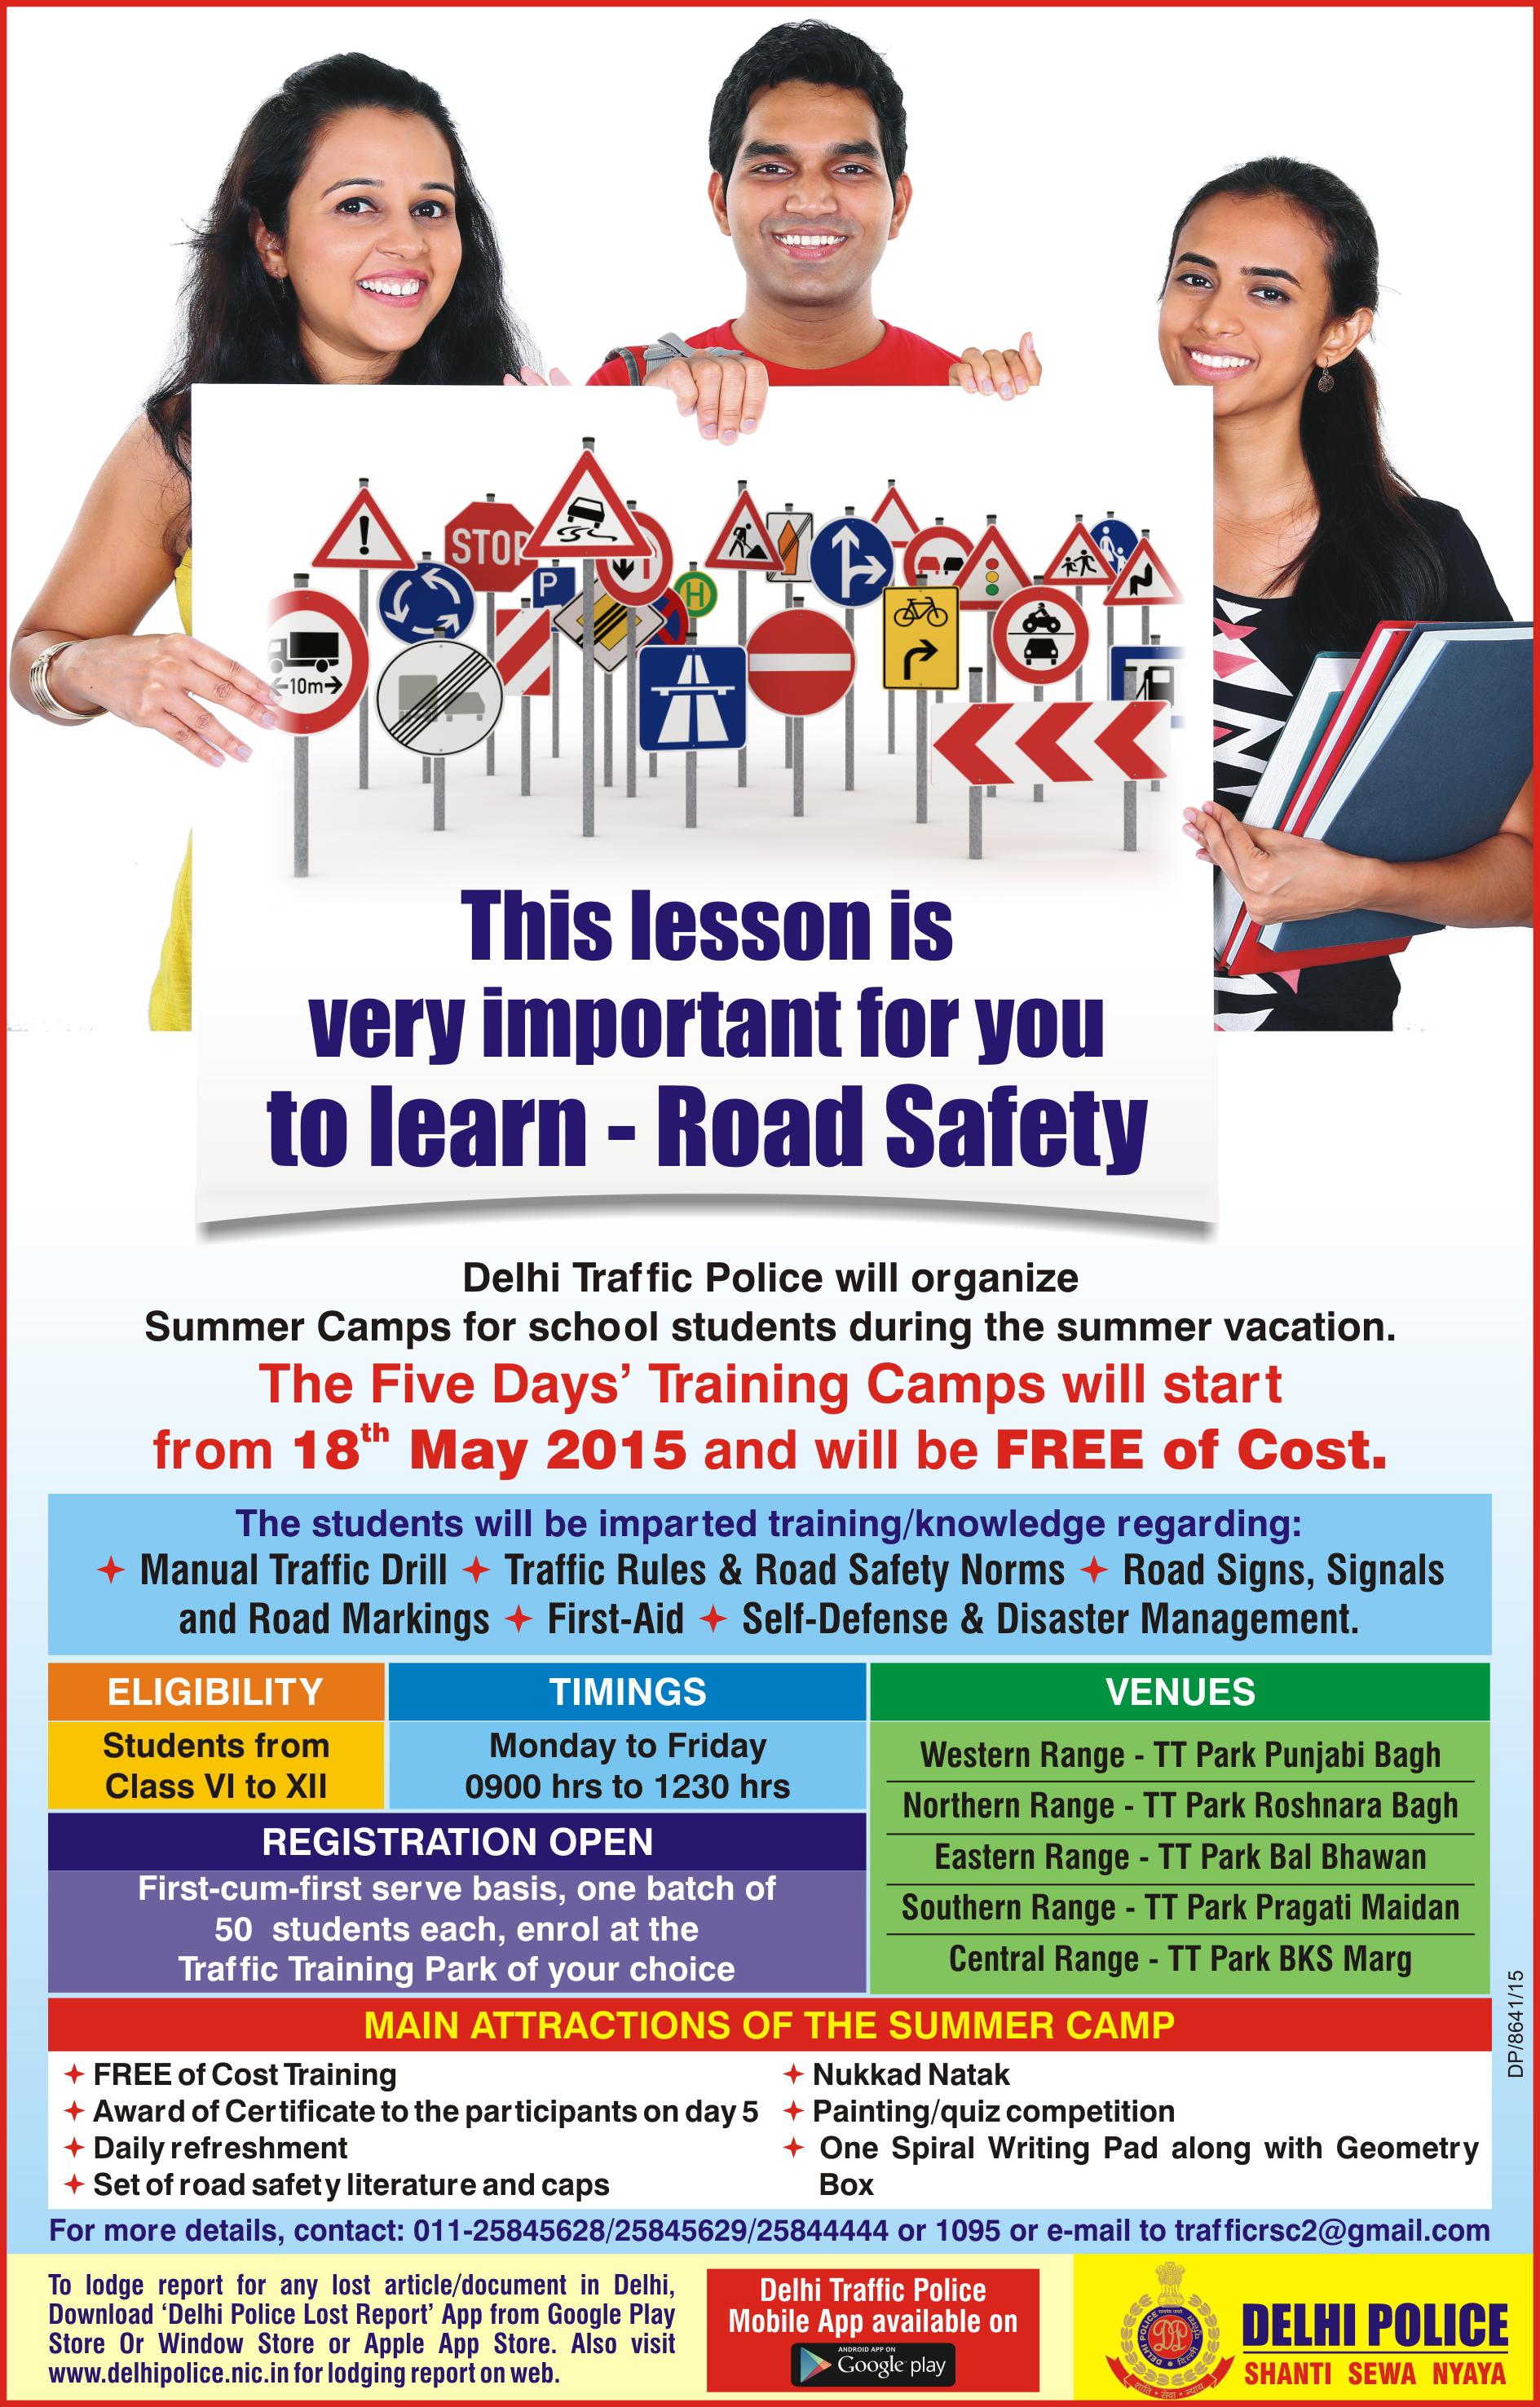 STOP
P
H
10m
This lesson is
very important for you
to learn - Road Safety
Delhi Traffic Police will organize
Summer Camps for school students during the summer vacation.
The Five Days’ Training Camps will start
from 18th May 2015 and will be FREE of Cost.
The students will be imparted training/knowledge regarding:
Manual Traffic Drill Traffic Rules & Road Safety Norms Road Signs, Signals
and Road Markings First-Aid Self-Defense & Disaster Management.
ELIGIBILITY
Students from
Class VI to XII
TIMINGS
Monday to Friday
0900 hrs to 1230 hrs
VENUES
Western Range - TT Park Punjabi Bagh
Northern Range - TT Park Roshnara Bagh
Eastern Range - TT Park Bal Bhawan
Southern Range - TT Park Pragati Maidan
Central Range - TT Park BKS Marg
REGISTRATION OPEN
First-cum-first serve basis, one batch of
50 students each, enrol at the
Traffic Training Park of your choice
DP/8641/15
MAIN ATTRACTIONS OF THE SUMMER CAMP
FREE of Cost Training
Award of Certificate to the participants on day 5
Daily refreshment
Set of road safety literature and caps
Nukkad Natak
Painting/quiz competition
One Spiral Writing Pad along with Geometry
Box
For more details, contact: 011-25845628/25845629/25844444 or 1095 or e-mail to trafficrsc2@gmail.com
To lodge report for any lost article/document in Delhi,
Download ‘Delhi Police Lost Report’ App from Google Play
Store Or Window Store or Apple App Store. Also visit
www.delhipolice.nic.in for lodging report on web.
Delhi Traffic Police
Mobile App available on
ANDROID APP ON
Google play
DELHI POLICE
दिल्ली
DP
शान्ति • सेवा • न्याय
DELHI POLICE
SHANTI SEWA NYAYA